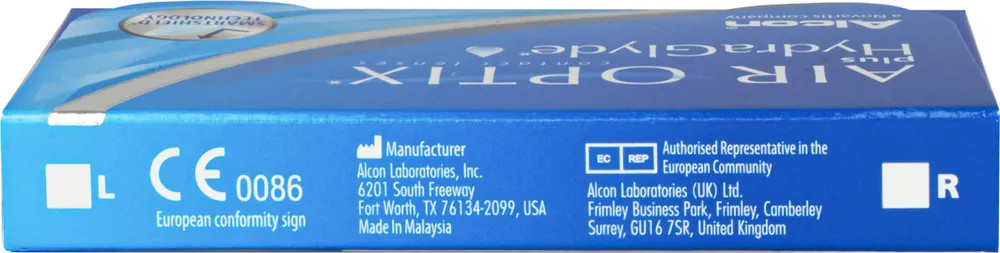 SMARTSHIELD®
TECHNOLOGY
Alcon®
a Novartis company
AIR OPTIX®
plus
HydraGlyde®*
contact lenses
L
CE 0086
European conformity sign
Manufacturer
Alcon Laboratories, Inc.
6201 South Freeway
Fort Worth, TX 76134-2099, USA
Made In Malaysia
EC REP
Authorised Representative in the
European Community
Alcon Laboratories (UK) Ltd.
Frimley Business Park, Frimley, Camberley
Surrey, GU16 7SR, United Kingdom
R